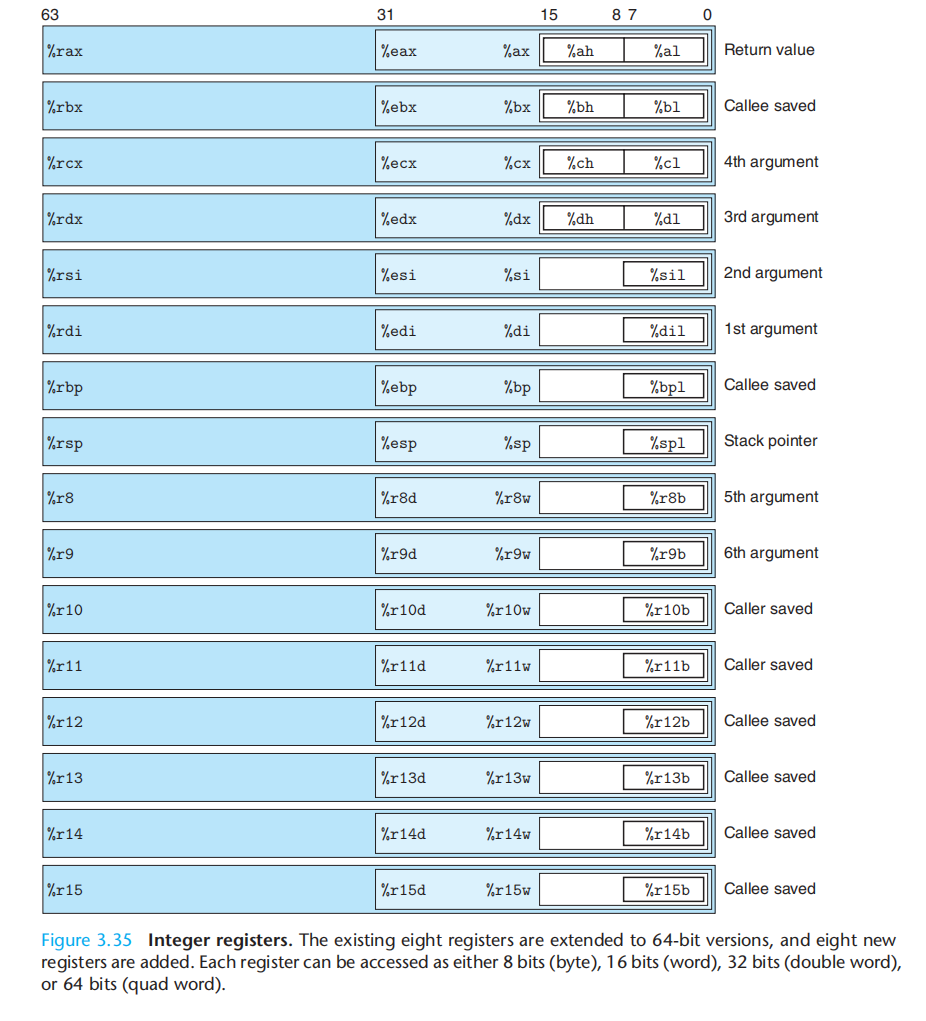 63 31 15 8 7 0
%rax %eax %ax %ah %al Return value
%rbx %ebx %bx %bh %bl Callee saved
%rcx %ecx %cx %ch %cl 4th argument
%rdx %edx %dx %dh %dl 3rd argument
%rsi %esi %si %sil 2nd argument
%rdi %edi %di %dil 1st argument
%rbp %ebp %bp %bpl Callee saved
%rsp %esp %sp %spl Stack pointer
%r8 %r8d %r8w %r8b 5th argument
%r9 %r9d %r9w %r9b 6th argument
%r10 %r10d %r10w %r10b Caller saved
%r11 %r11d %r11w %r11b Caller saved
%r12 %r12d %r12w %r12b Callee saved
%r13 %r13d %r13w %r13b Callee saved
%r14 %r14d %r14w %r14b Callee saved
%r15 %r15d %r15w %r15b Callee saved
Figure 3.35 Integer registers. The existing eight registers are extended to 64-bit versions, and eight new
registers are added. Each register can be accessed as either 8 bits (byte), 16 bits (word), 32 bits (double word),
or 64 bits (quad word).